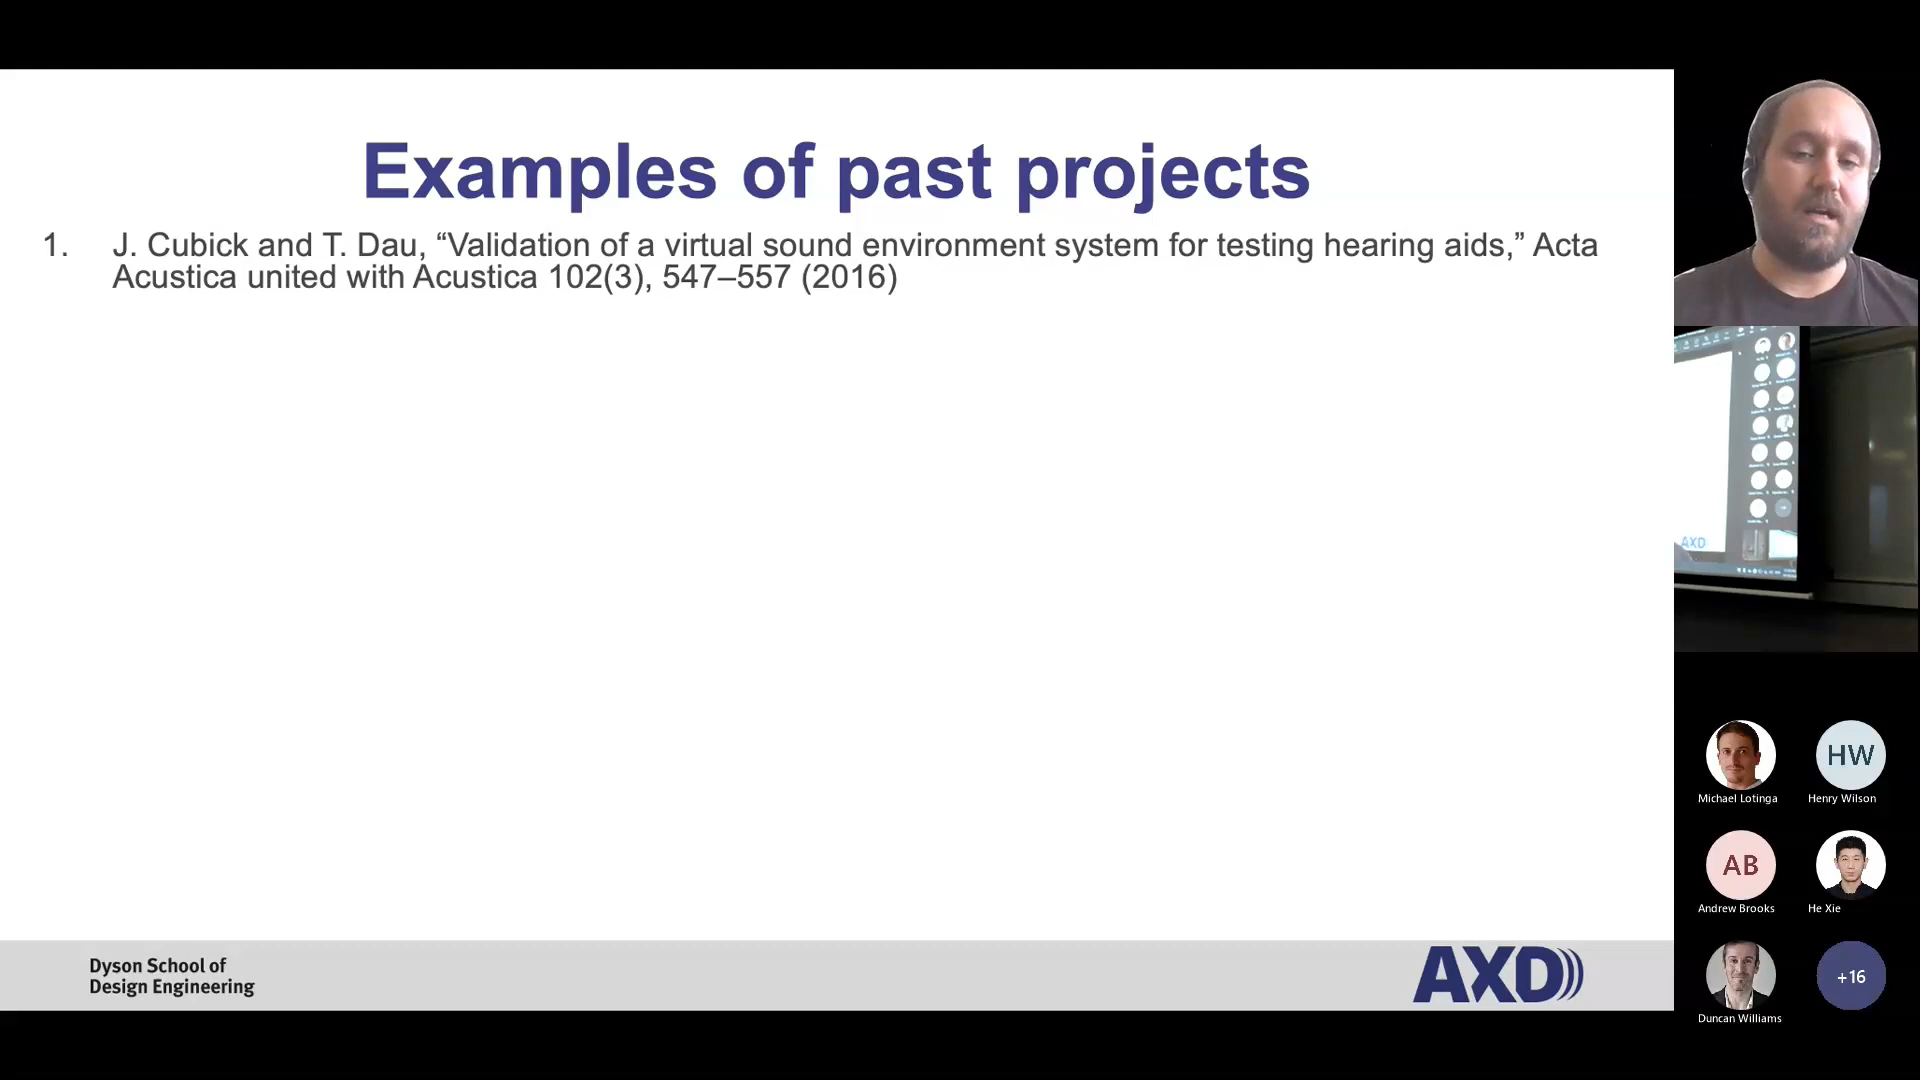 Examples of past projects
1. J. Cubick and T. Dau, “Validation of a virtual sound environment system for testing hearing aids,” Acta
Acustica united with Acustica 102(3), 547–557 (2016)
Dyson School of
Design Engineering
AXD
AXD
HW
Michael Lotinga
Henry Wilson
AB
Andrew Brooks
He Xie
+16
Duncan Williams